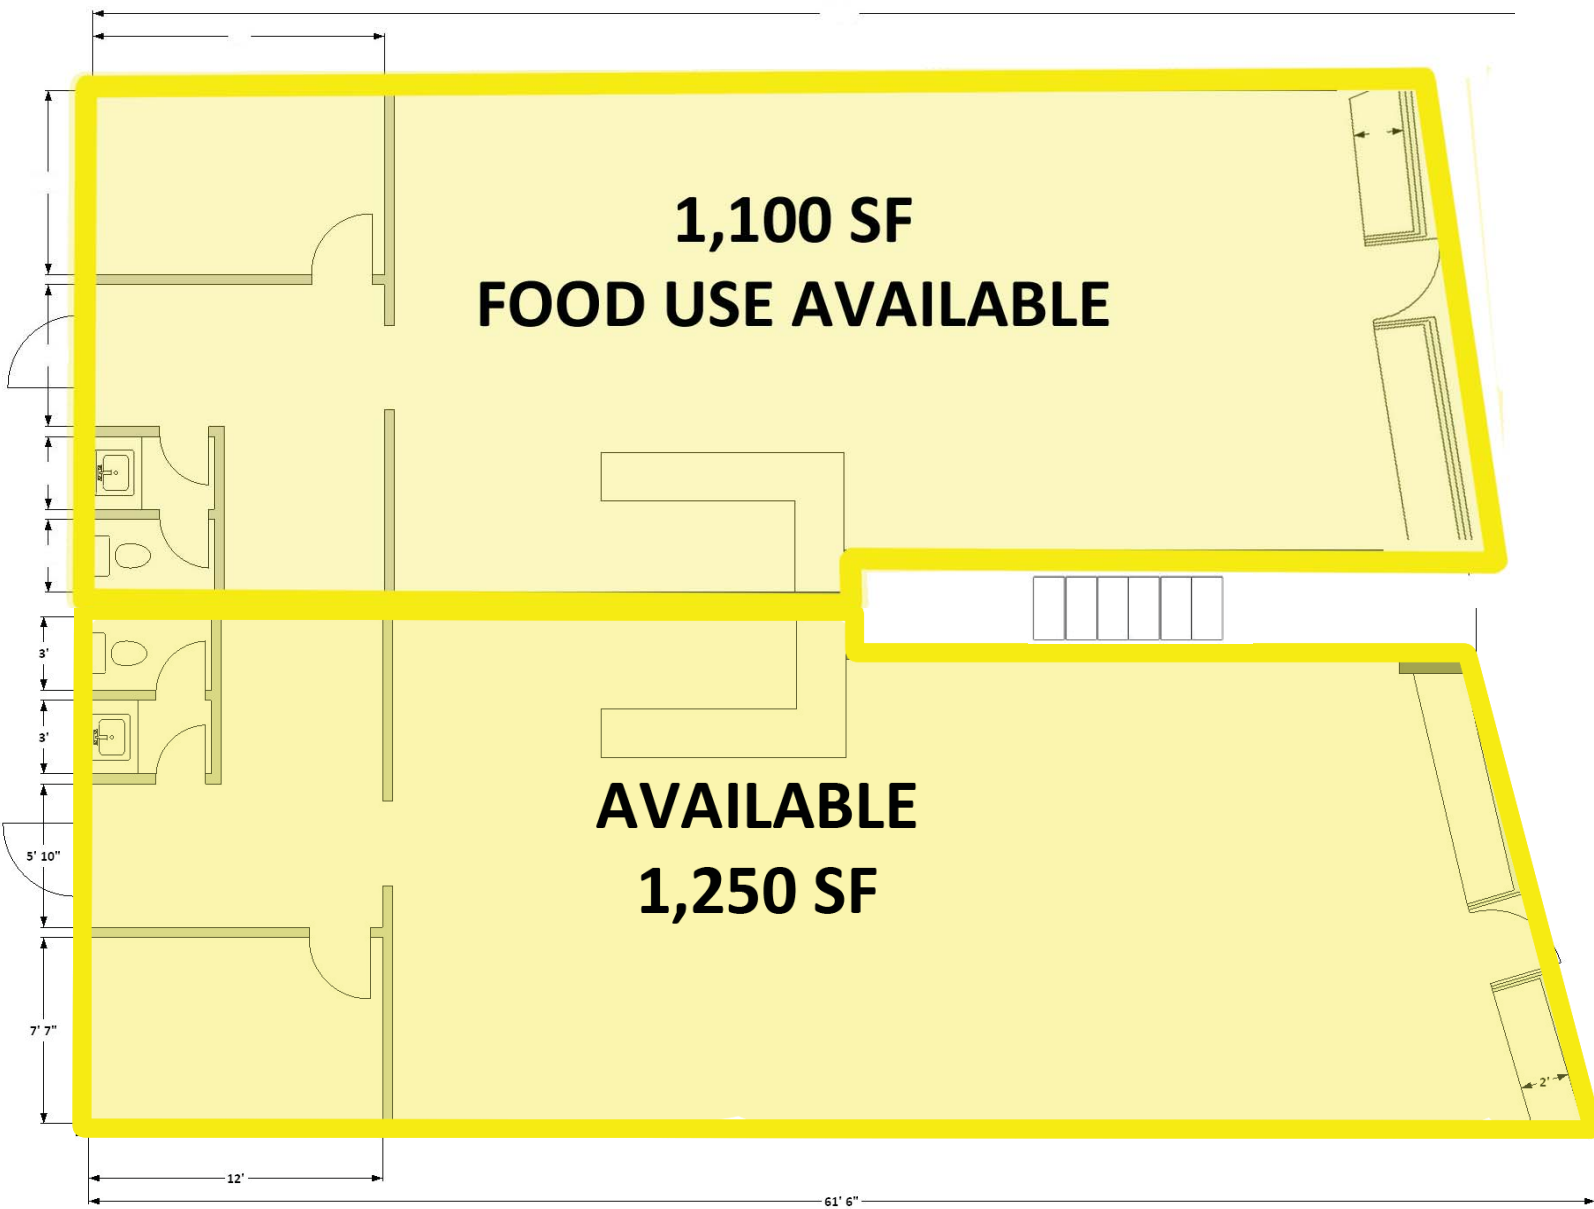 1,100 SF
FOOD USE AVAILABLE
3'
3'
AVAILABLE
5' 10"
1,250 SF
7' 7"
2'
12'
61' 6"